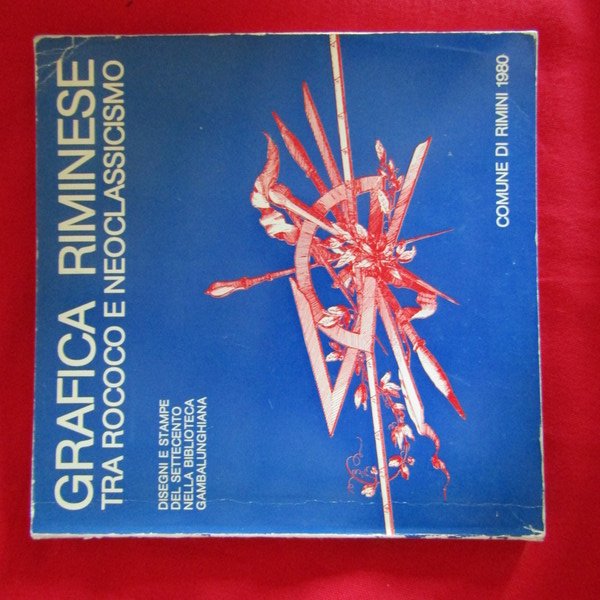 GRAFICA RIMINESE
TRA ROCOCO E NEOCLASSICISMO
DISEGNI E STAMPE
DEL SETTECENTO
NELLA BIBLIOTECA
GAMBALUNGHIANA
COMUNE DI RIMINI 1980